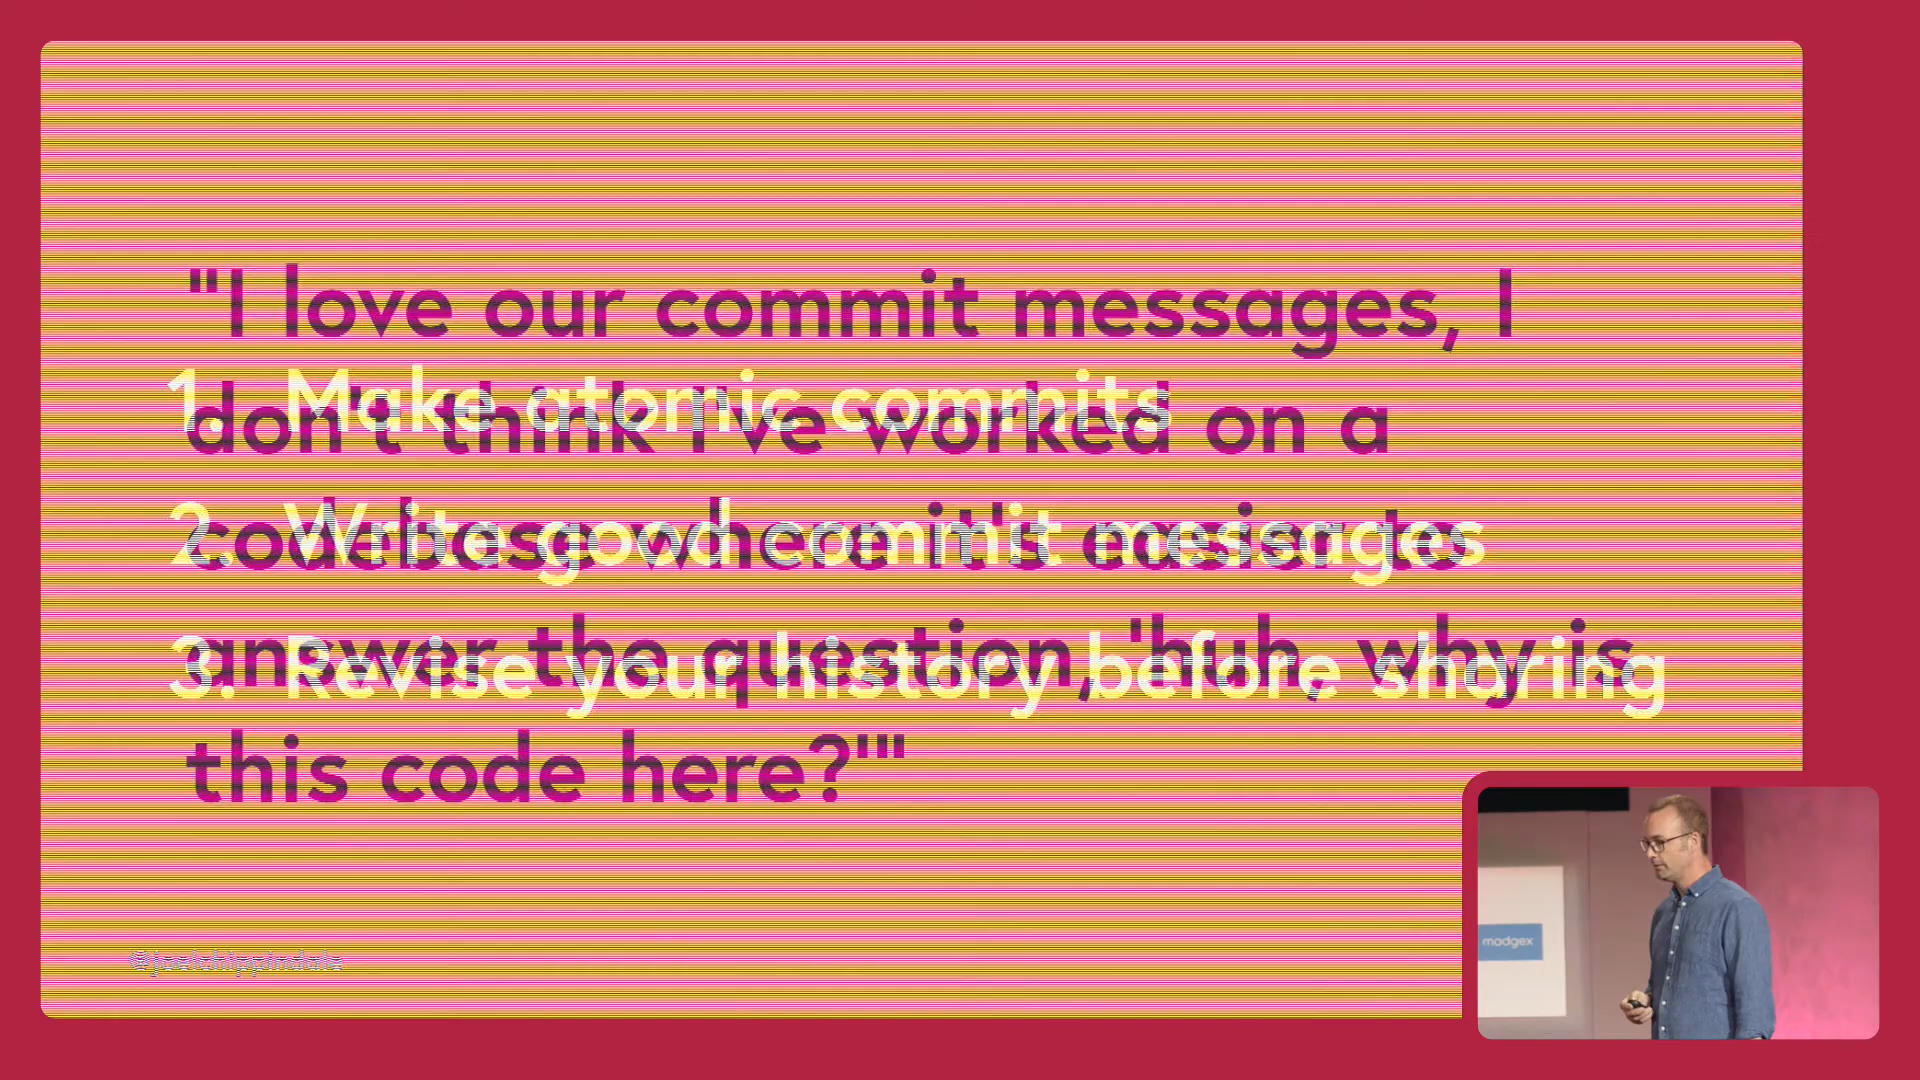 "I love our commit messages, I
don't think I've worked on a
codebase where it's easier to
answer the question, 'huh, why is
this code here?'"
1. Make atomic commits
2. Write good commit messages
3. Revise your history before sharing
@joelchippindale
madgex